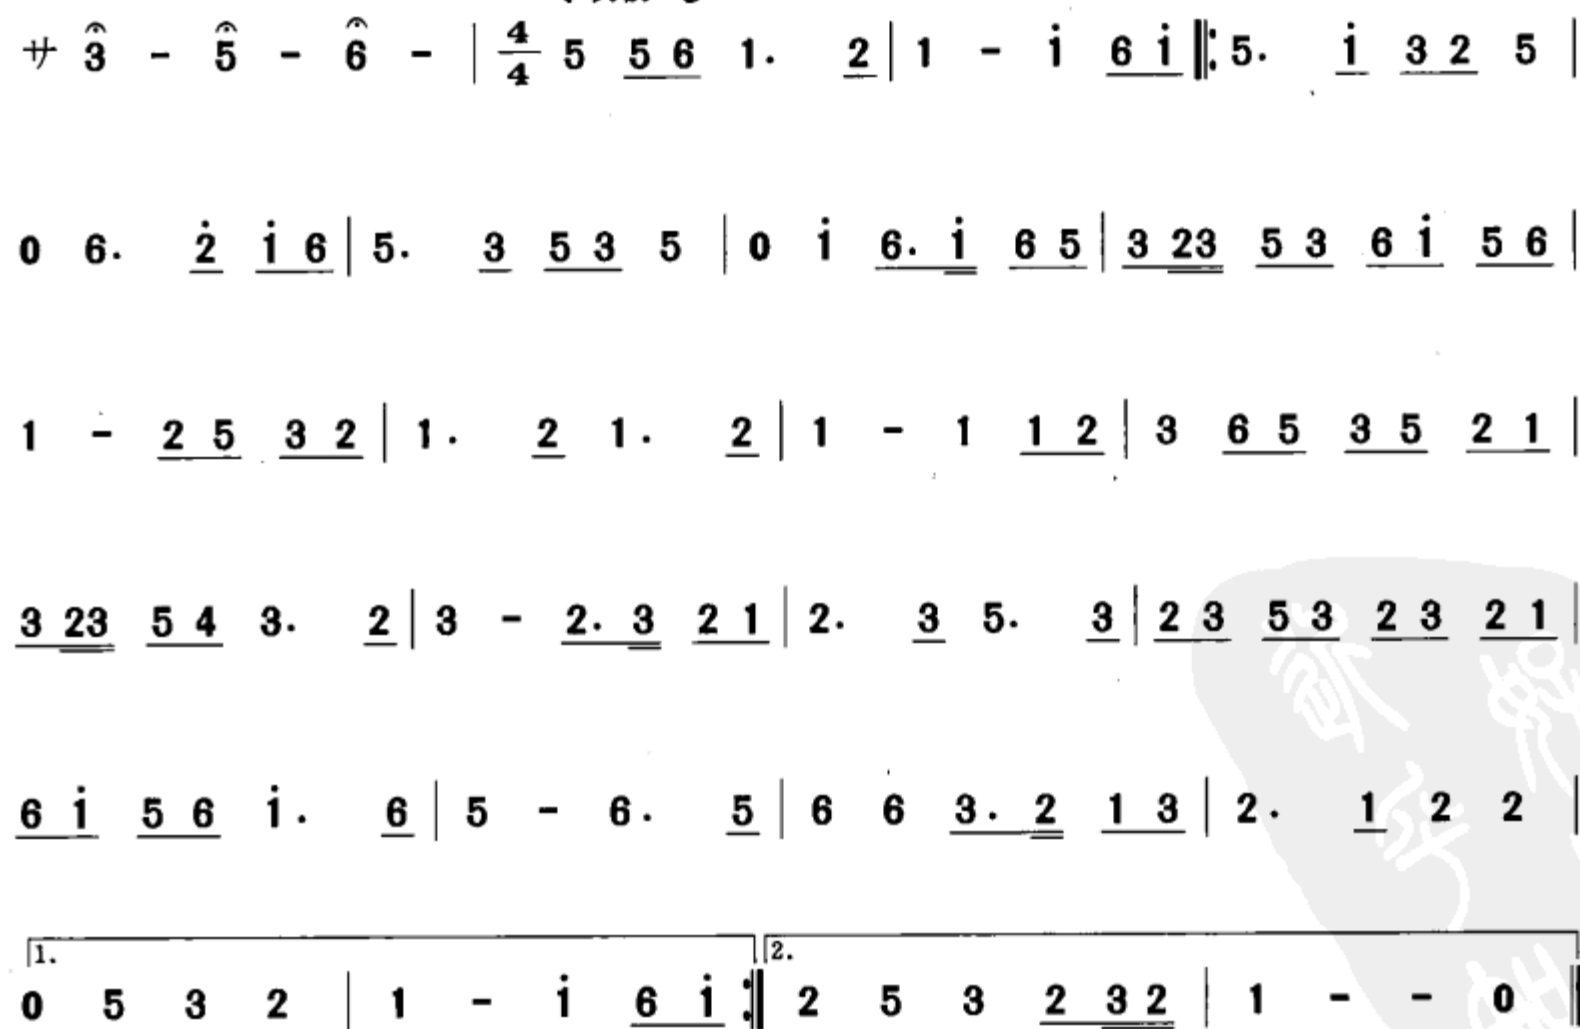 サ 3 - 5 - 6 - | 4/4 5 5 6 1. 2 | 1 - i 6 i ‖: 5. i 3 2 5 |
0 6. 2̇ i 6 | 5. 3 5 3 5 | 0 i 6. i 6 5 | 3 23 5 3 6 i 5 6 |
1 - 2 5 3 2 | 1. 2 1. 2 | 1 - 1 1 2 | 3 6 5 3 5 2 1 |
3 23 5 4 3. 2 | 3 - 2. 3 2 1 | 2. 3 5. 3 | 2 3 5 3 2 3 2 1 |
6 i 5 6 i. 6 | 5 - 6. 5 | 6 6 3. 2 1 3 | 2. 1 2 2 |
1. 2.
0 5 3 2 | 1 - i 6 i :‖ 2 5 3 2 3 2 | 1 - - 0 ‖